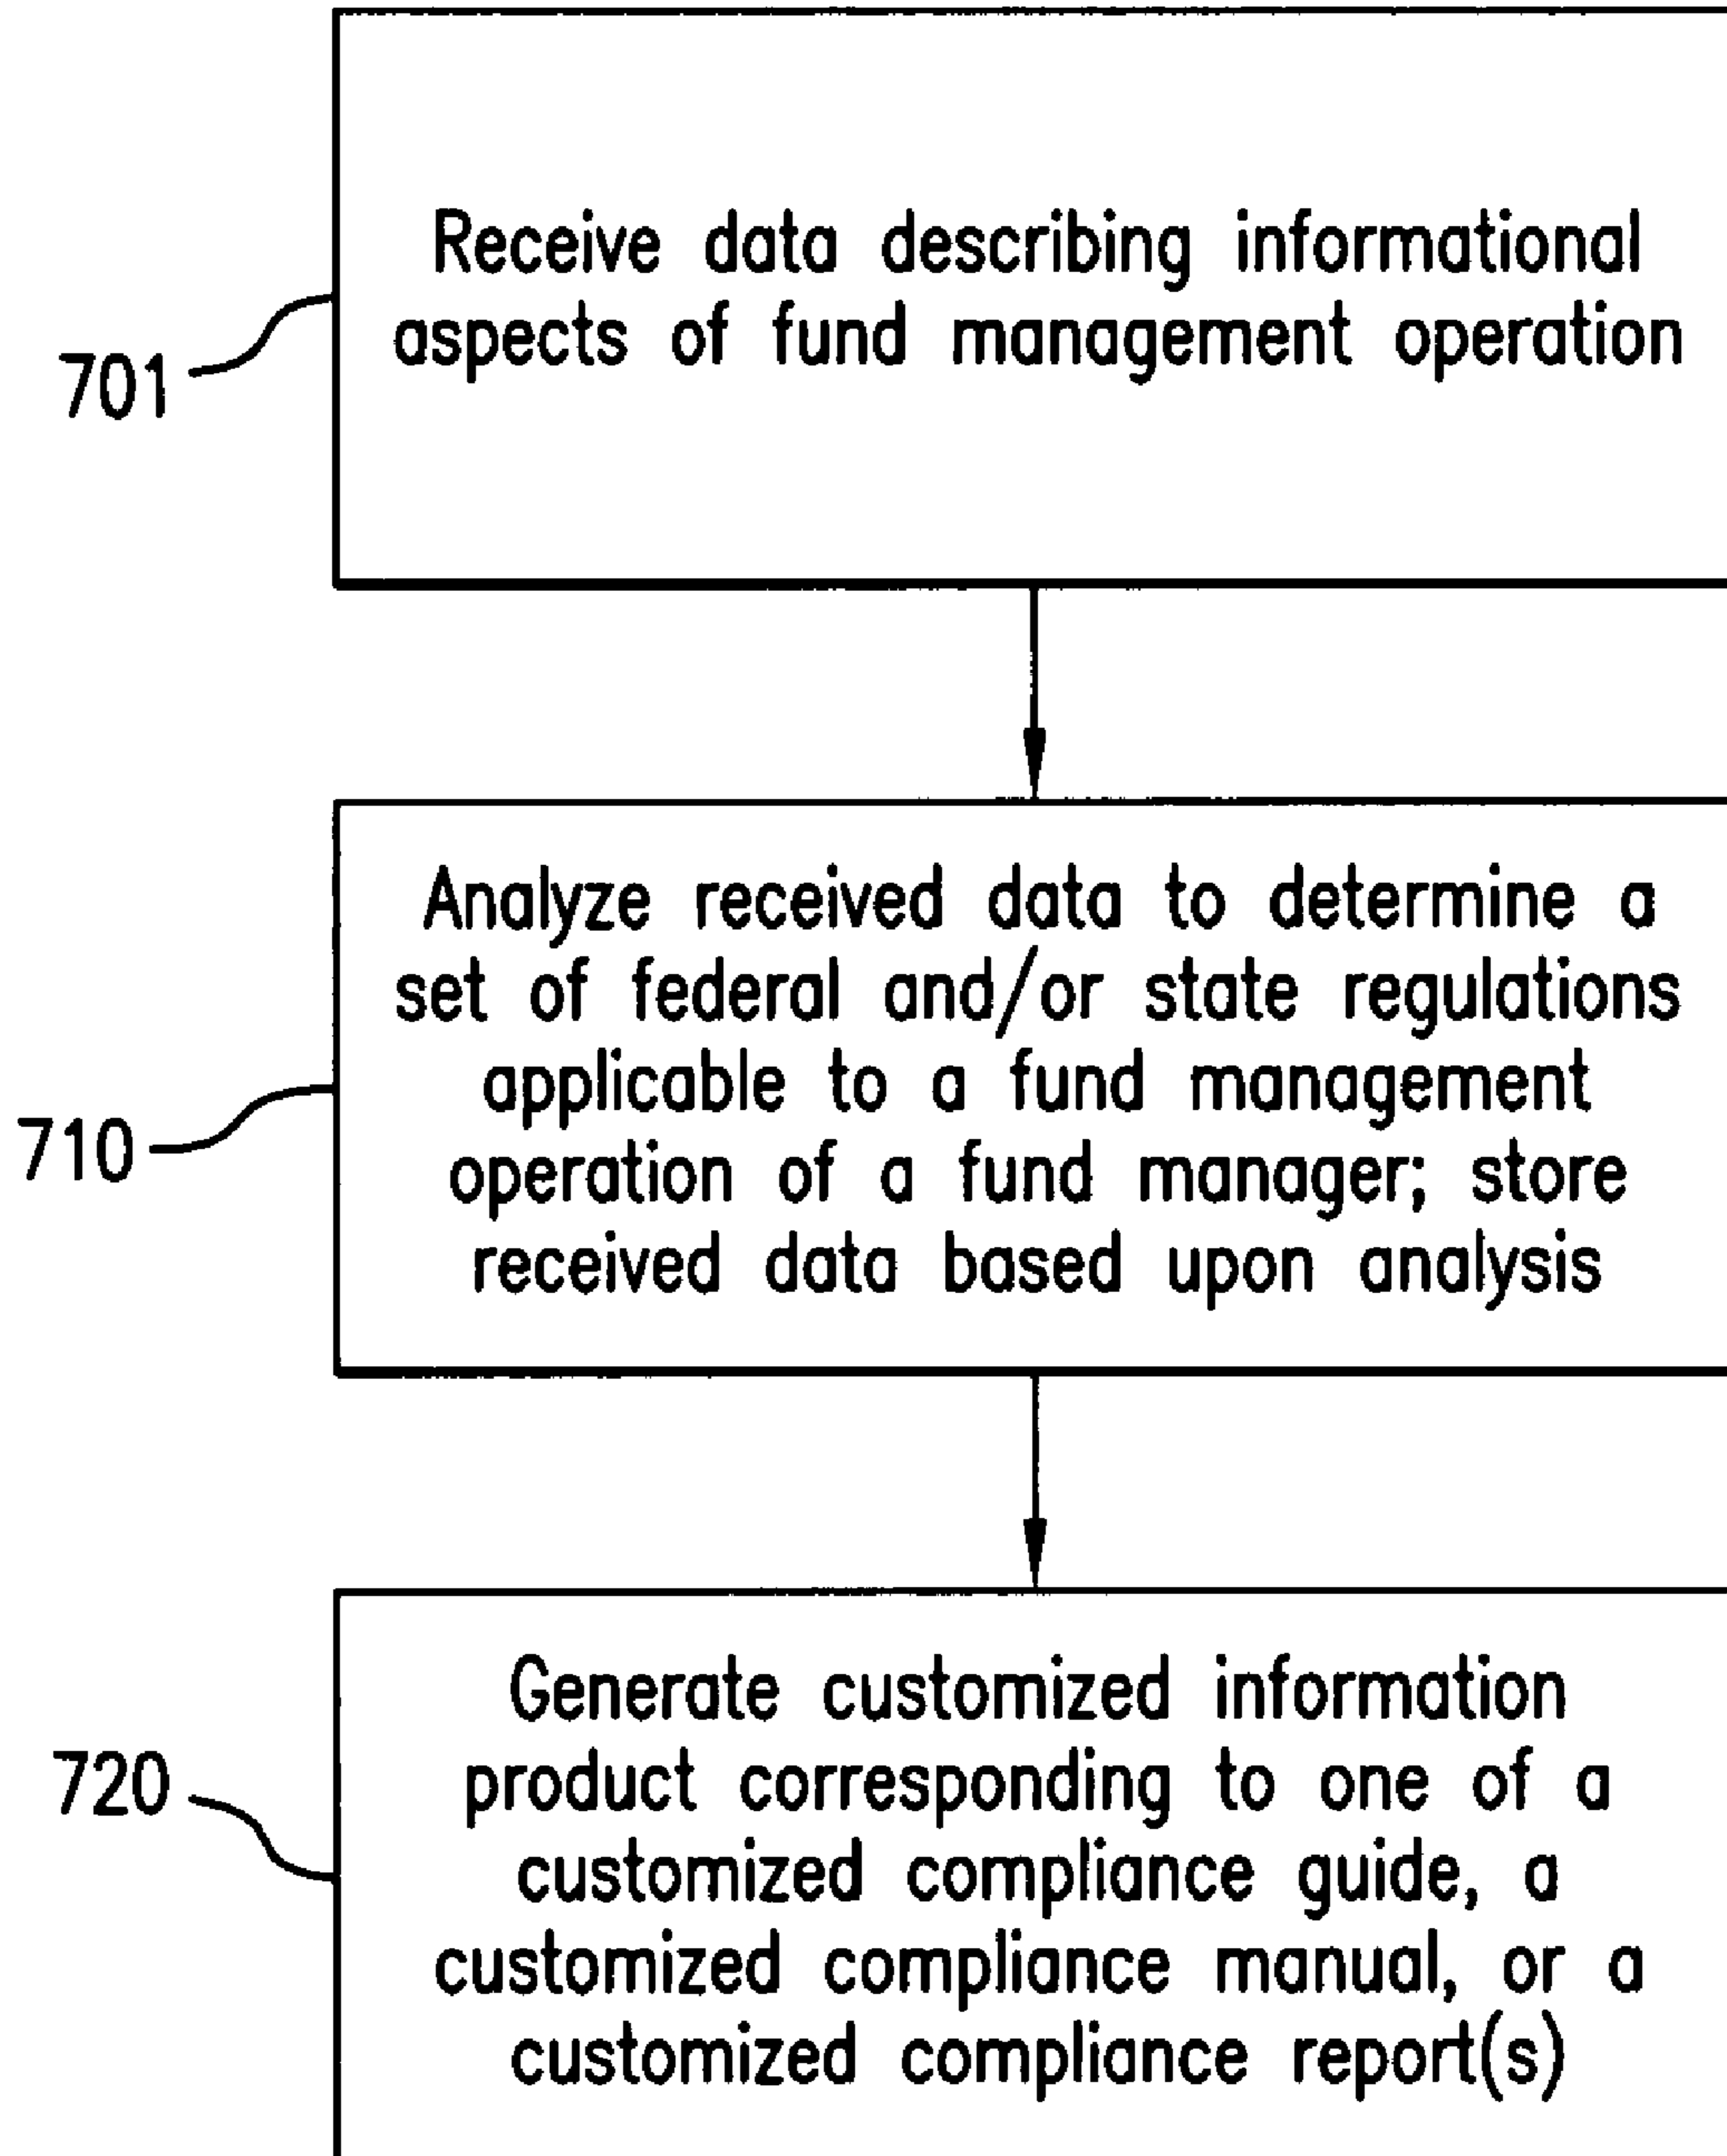 Receive data describing informational
aspects of fund management operation
701
Analyze received data to determine a
set of federal and/or state regulations
applicable to a fund management
operation of a fund manager; store
received data based upon analysis
710
Generate customized information
product corresponding to one of a
customized compliance guide, a
customized compliance manual, or a
customized compliance report(s)
720